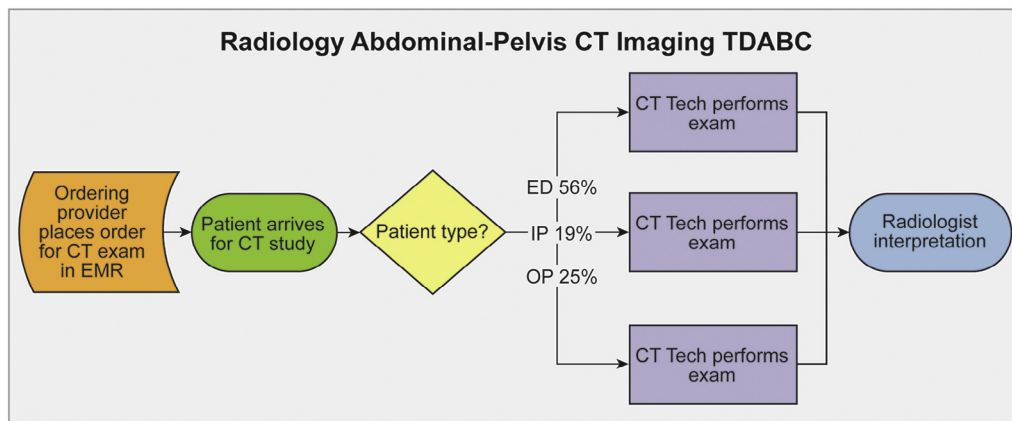 Radiology Abdominal-Pelvis CT Imaging TDABC
Ordering
provider
places order
for CT exam
in EMR
Patient arrives
for CT study
Patient type?
ED 56%
IP 19%
OP 25%
CT Tech performs
exam
CT Tech performs
exam
CT Tech performs
exam
Radiologist
interpretation